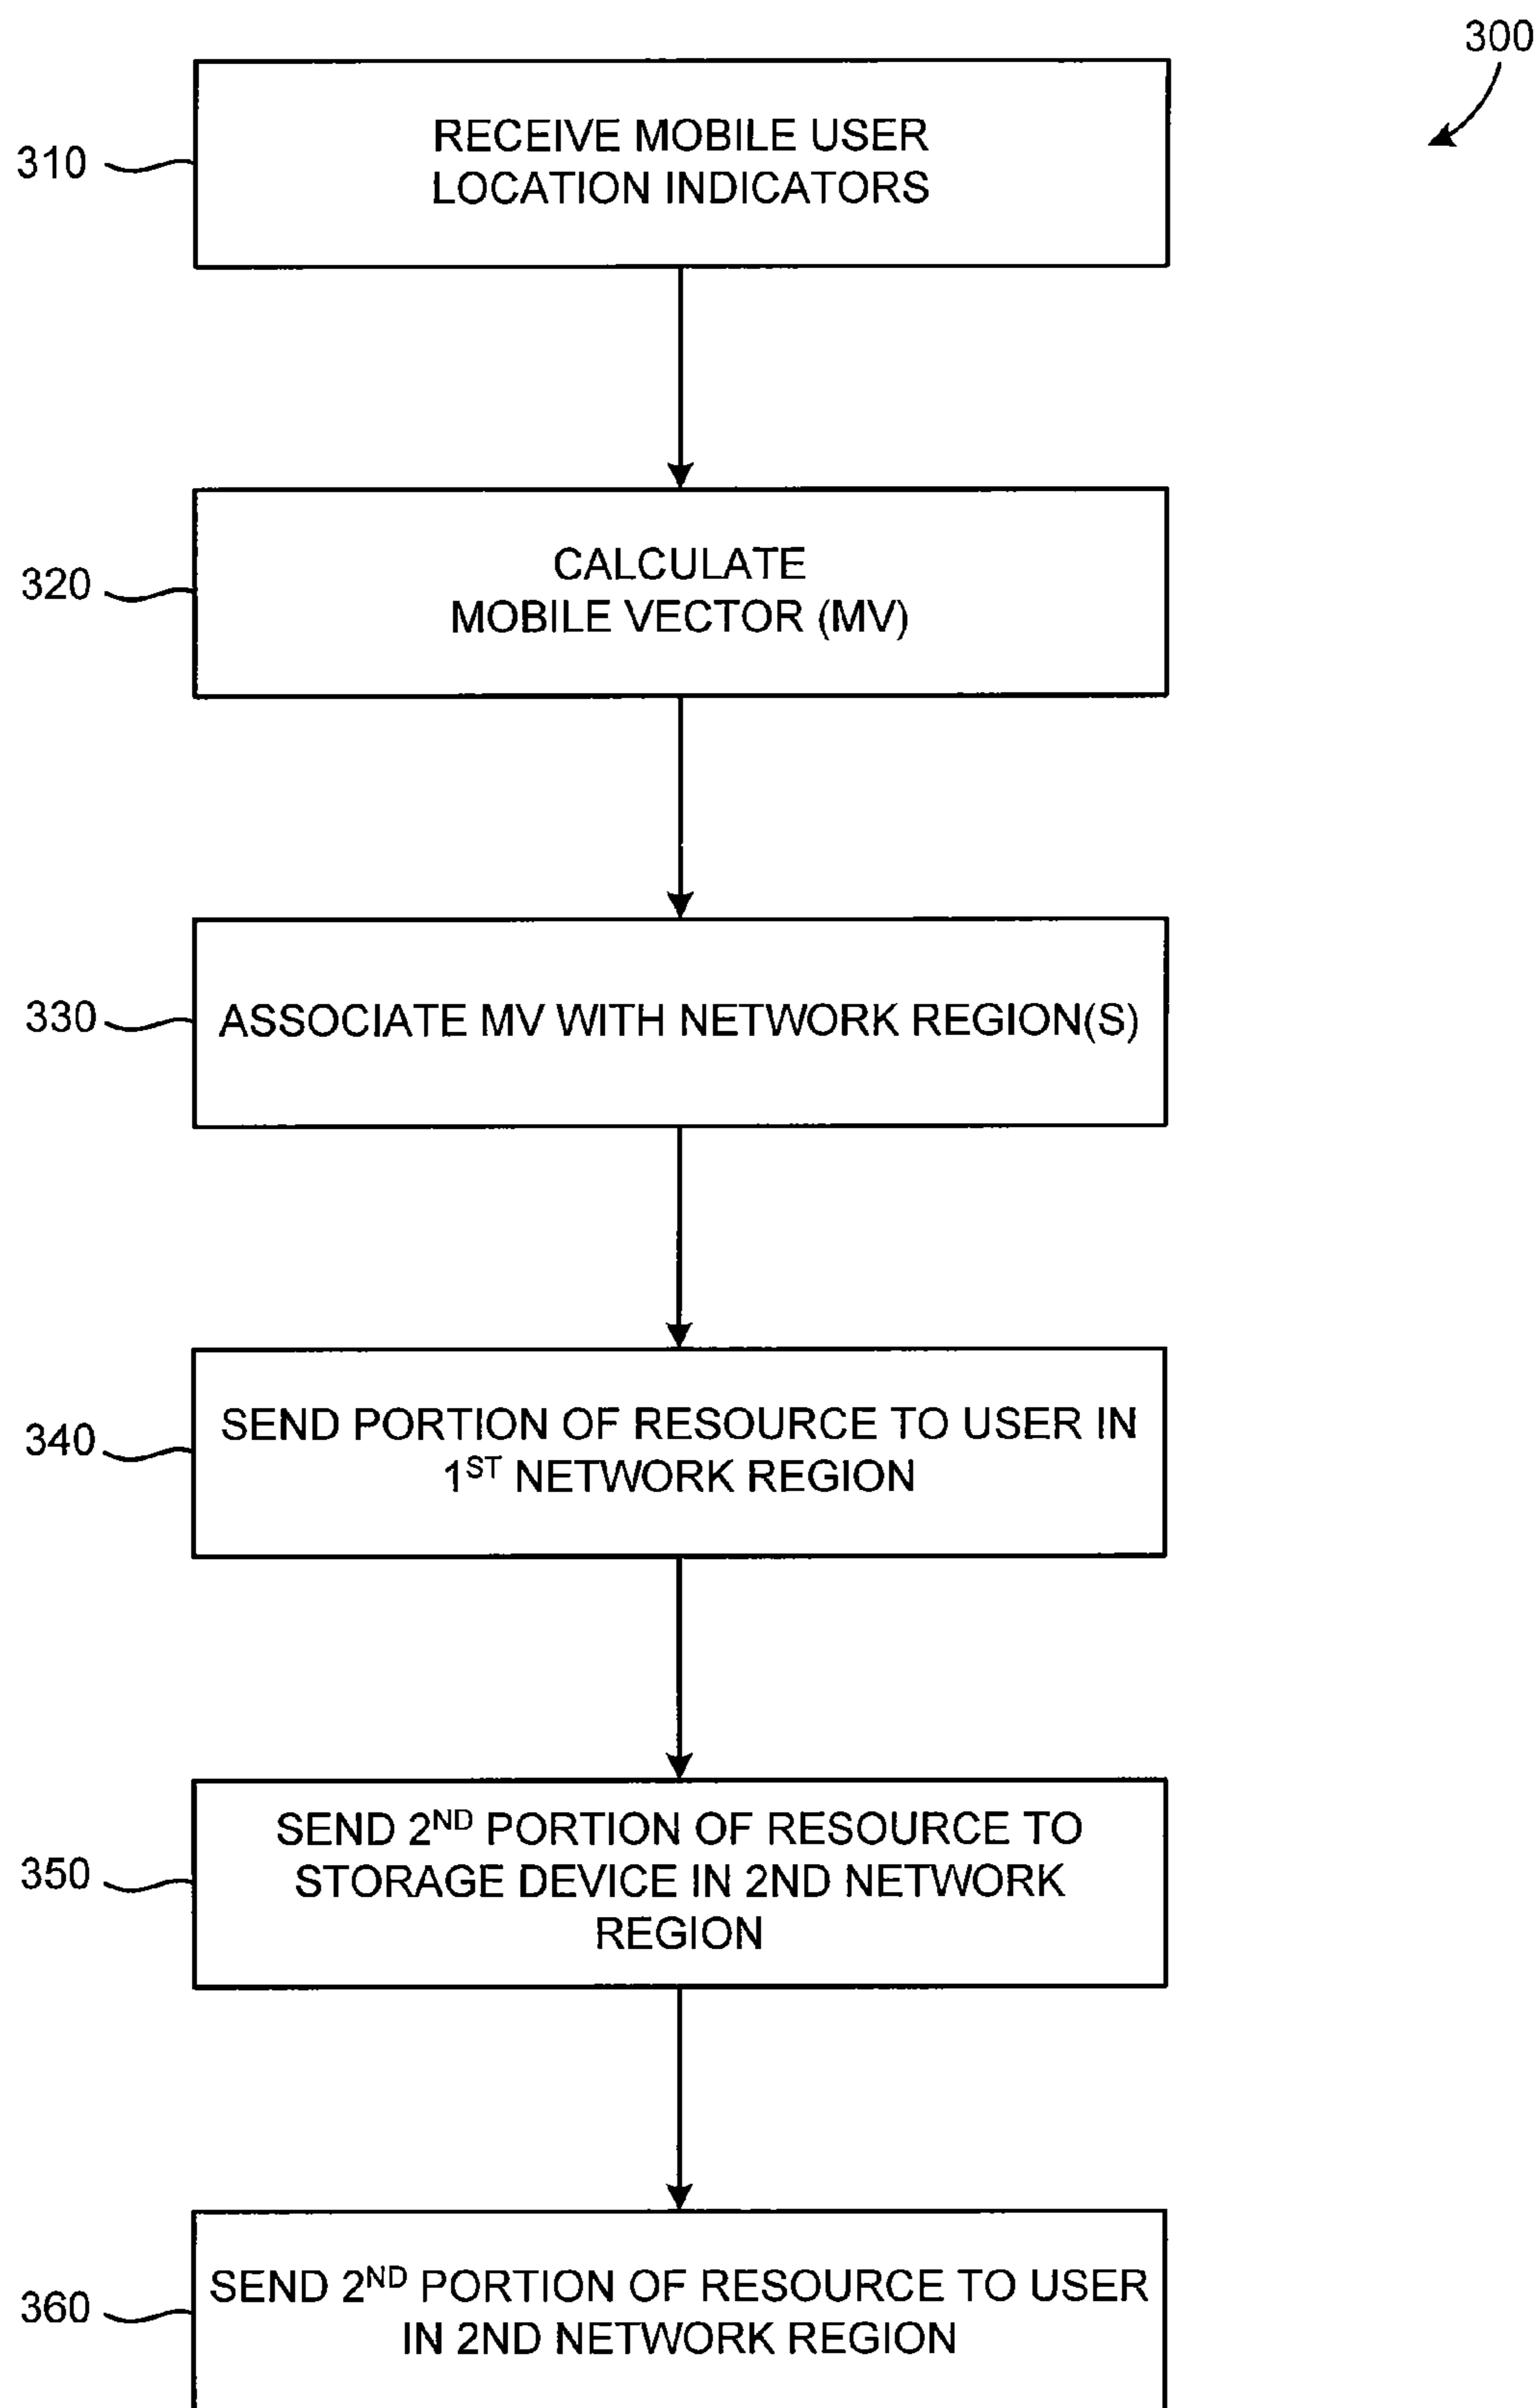 300
310
RECEIVE MOBILE USER
LOCATION INDICATORS
320
CALCULATE
MOBILE VECTOR (MV)
330
ASSOCIATE MV WITH NETWORK REGION(S)
340
SEND PORTION OF RESOURCE TO USER IN
1ST NETWORK REGION
350
SEND 2ND PORTION OF RESOURCE TO
STORAGE DEVICE IN 2ND NETWORK
REGION
360
SEND 2ND PORTION OF RESOURCE TO USER
IN 2ND NETWORK REGION